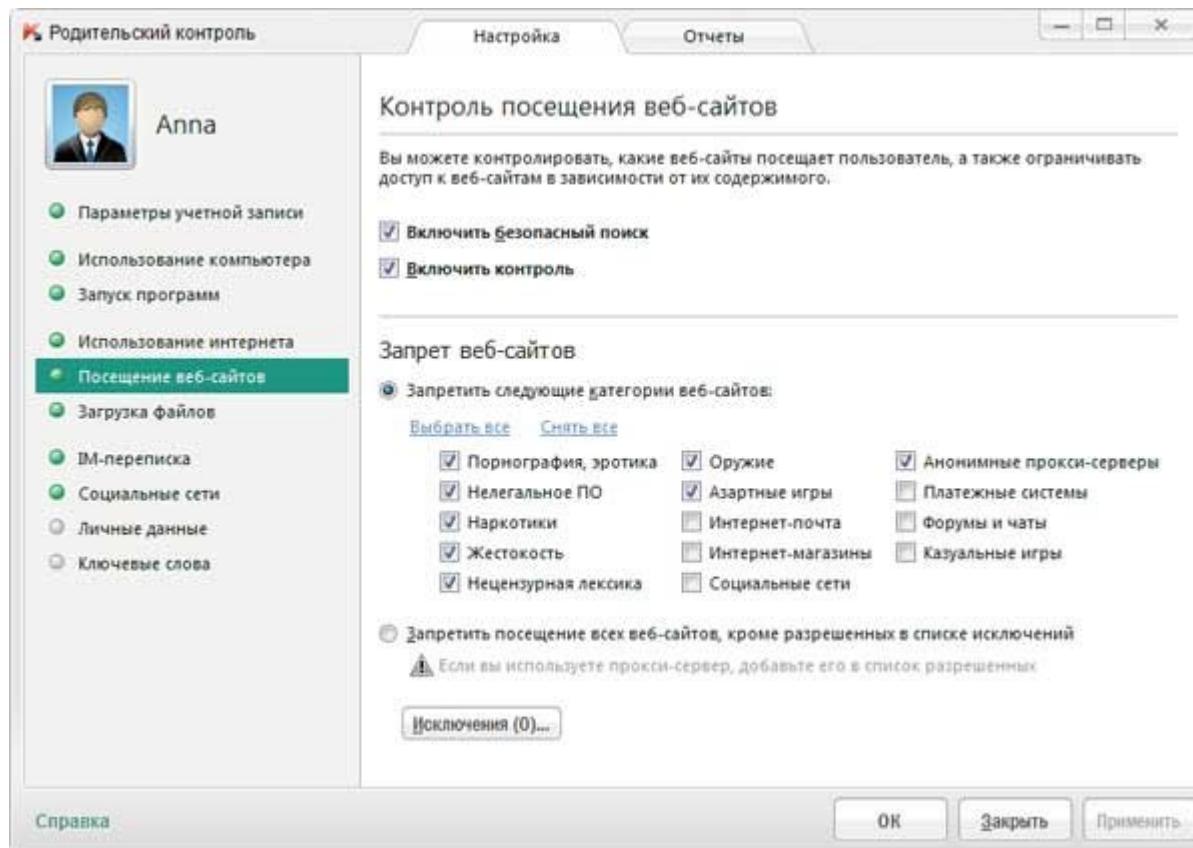 Родительский контроль
Настройка
Отчеты
Anna
Параметры учетной записи
Использование компьютера
Запуск программ
Использование интернета
Посещение веб-сайтов
Загрузка файлов
IM-переписка
Социальные сети
Личные данные
Ключевые слова
Контроль посещения веб-сайтов
Вы можете контролировать, какие веб-сайты посещает пользователь, а также ограничивать
доступ к веб-сайтам в зависимости от их содержимого.
Включить безопасный поиск
Включить контроль
Запрет веб-сайтов
Запретить следующие категории веб-сайтов:
Выбрать все Снять все
Порнография, эротика Оружие Анонимные прокси-серверы
Нелегальное ПО Азартные игры Платежные системы
Наркотики Интернет-почта Форумы и чаты
Жестокость Интернет-магазины Казуальные игры
Нецензурная лексика Социальные сети
Запретить посещение всех веб-сайтов, кроме разрешенных в списке исключений
Если вы используете прокси-сервер, добавьте его в список разрешенных
Исключения (0)...
Справка
ОК
Закрыть
Применить